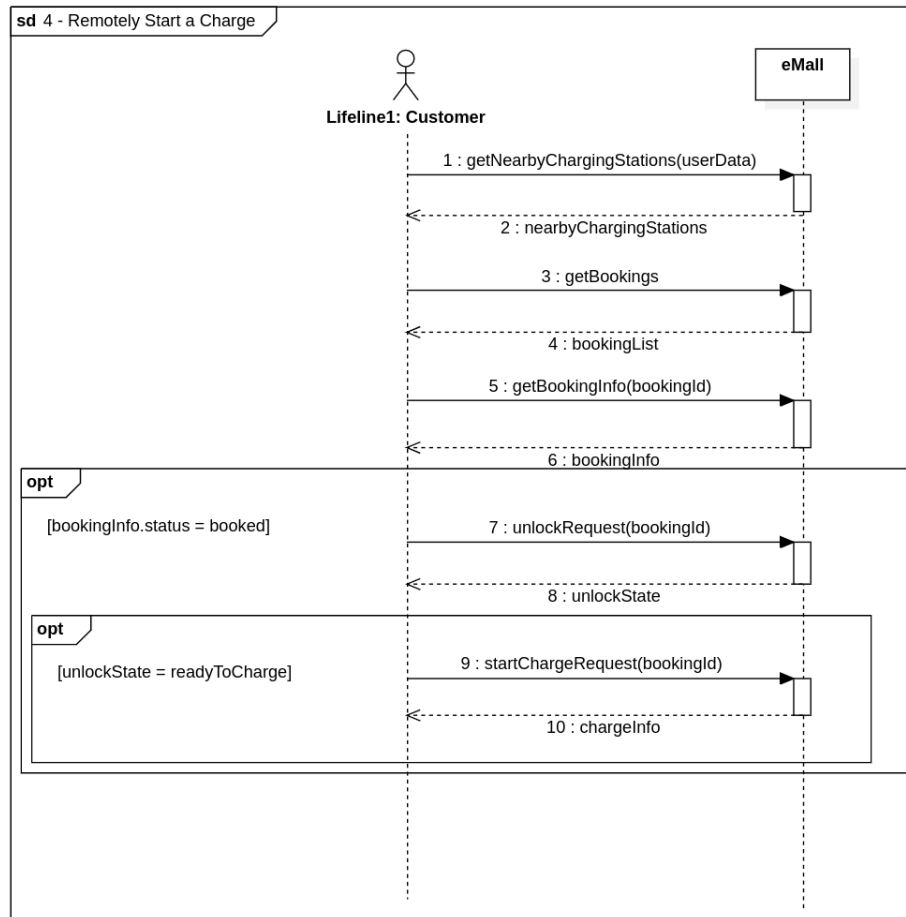 sd 4 - Remotely Start a Charge
eMall
Lifeline1: Customer
1 : getNearbyChargingStations(userData)
2 : nearbyChargingStations
3 : getBookings
4 : bookingList
5 : getBookingInfo(bookingId)
6 : bookingInfo
opt
[bookingInfo.status = booked]
7 : unlockRequest(bookingId)
8 : unlockState
opt
[unlockState = readyToCharge]
9 : startChargeRequest(bookingId)
10 : chargeInfo